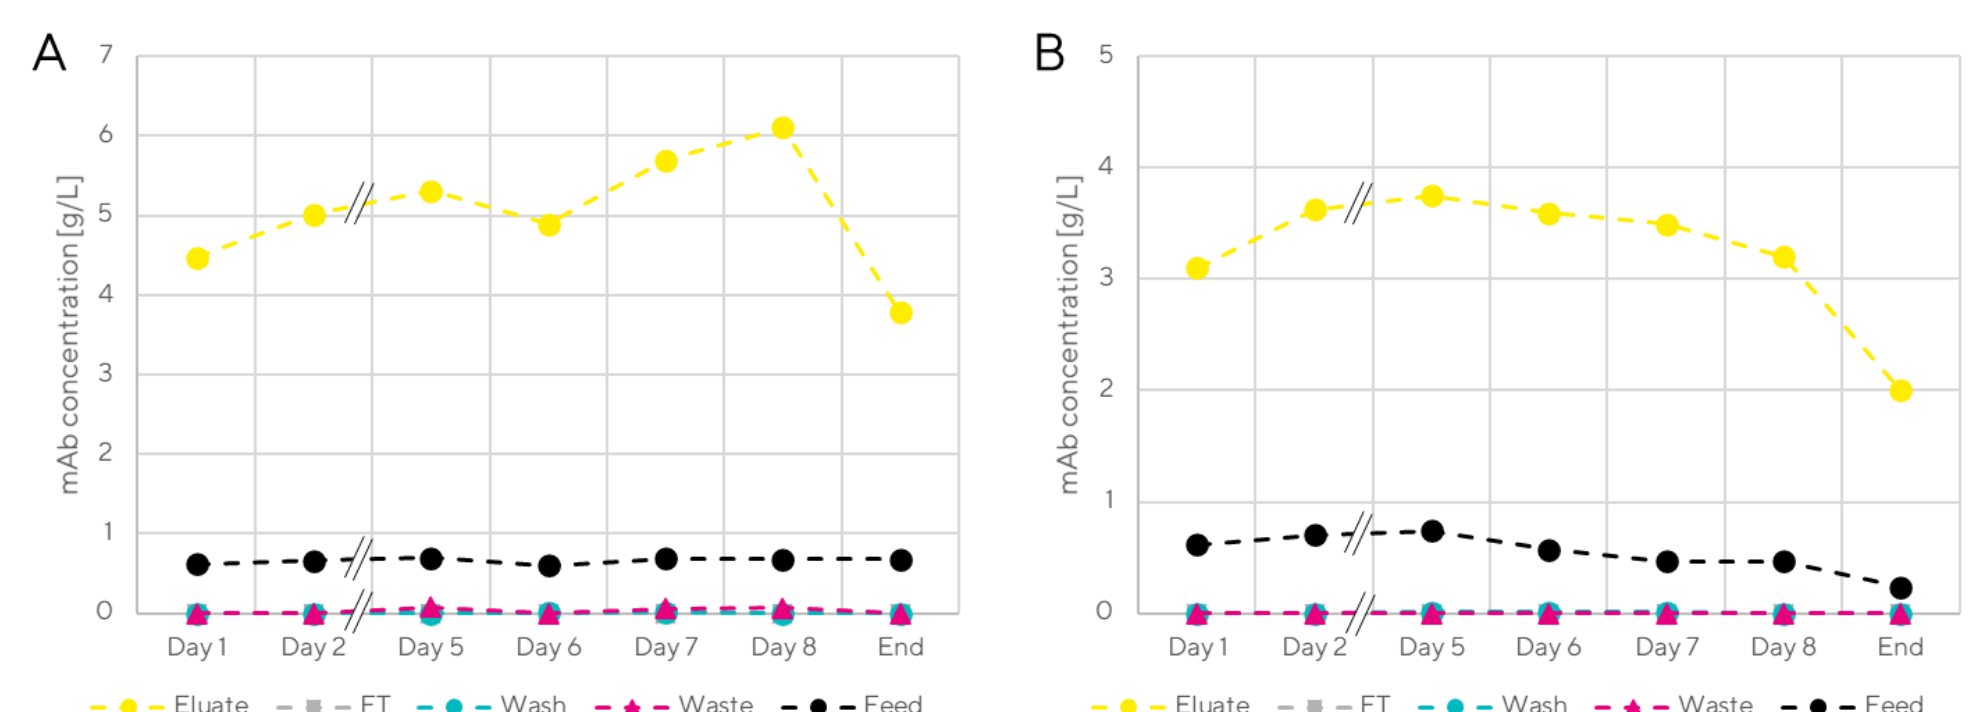 A
7
6
5
4
3
2
1
0
mAb concentration [g/L]
Day 1 Day 2 Day 5 Day 6 Day 7 Day 8 End
Eluate FT Wash Waste Feed
B
5
4
3
2
1
0
mAb concentration [g/L]
Day 1 Day 2 Day 5 Day 6 Day 7 Day 8 End
Eluate FT Wash Waste Feed